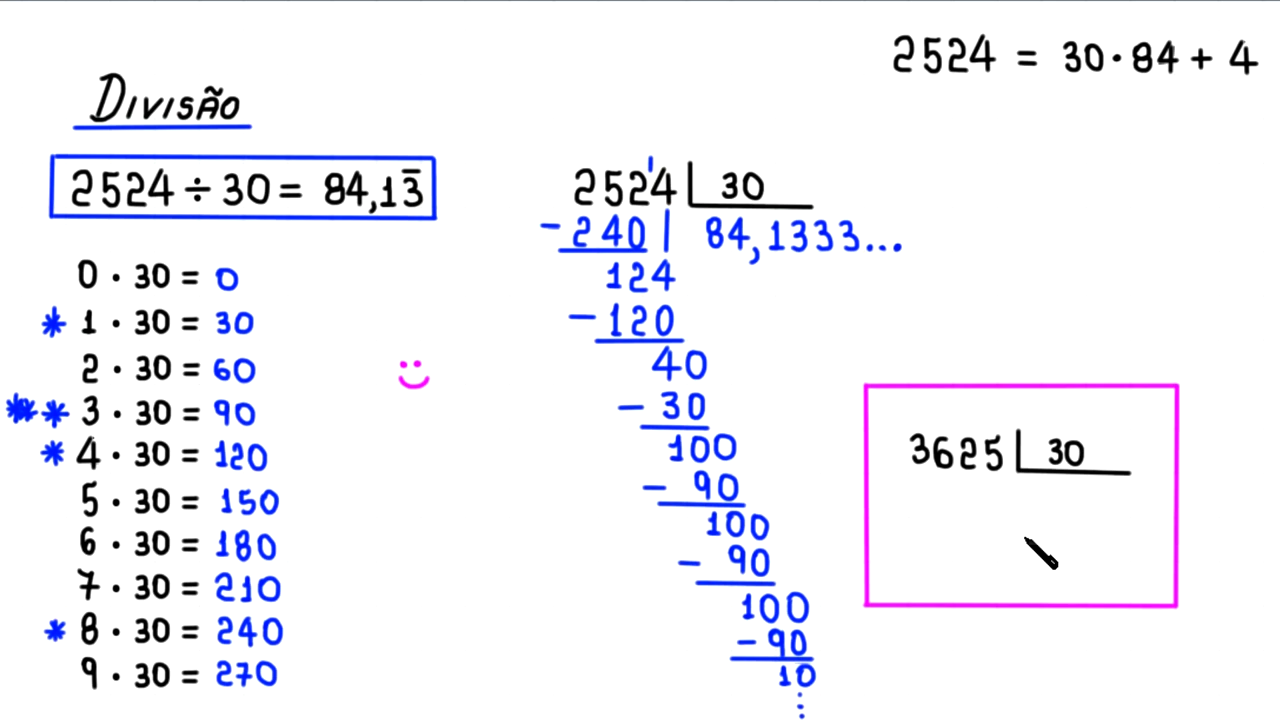 2524 = 30·84 + 4
Divisão
2524 ÷ 30 = 84,13̅
0 · 30 = 0
* 1 · 30 = 30
2 · 30 = 60
** * 3 · 30 = 90
* 4 · 30 = 120
5 · 30 = 150
6 · 30 = 180
7 · 30 = 210
* 8 · 30 = 240
9 · 30 = 270
252'4 | 30
- 240 | 84,1333...
124
- 120
40
- 30
100
- 90
100
- 90
100
- 90
10
⋮
3625 | 30